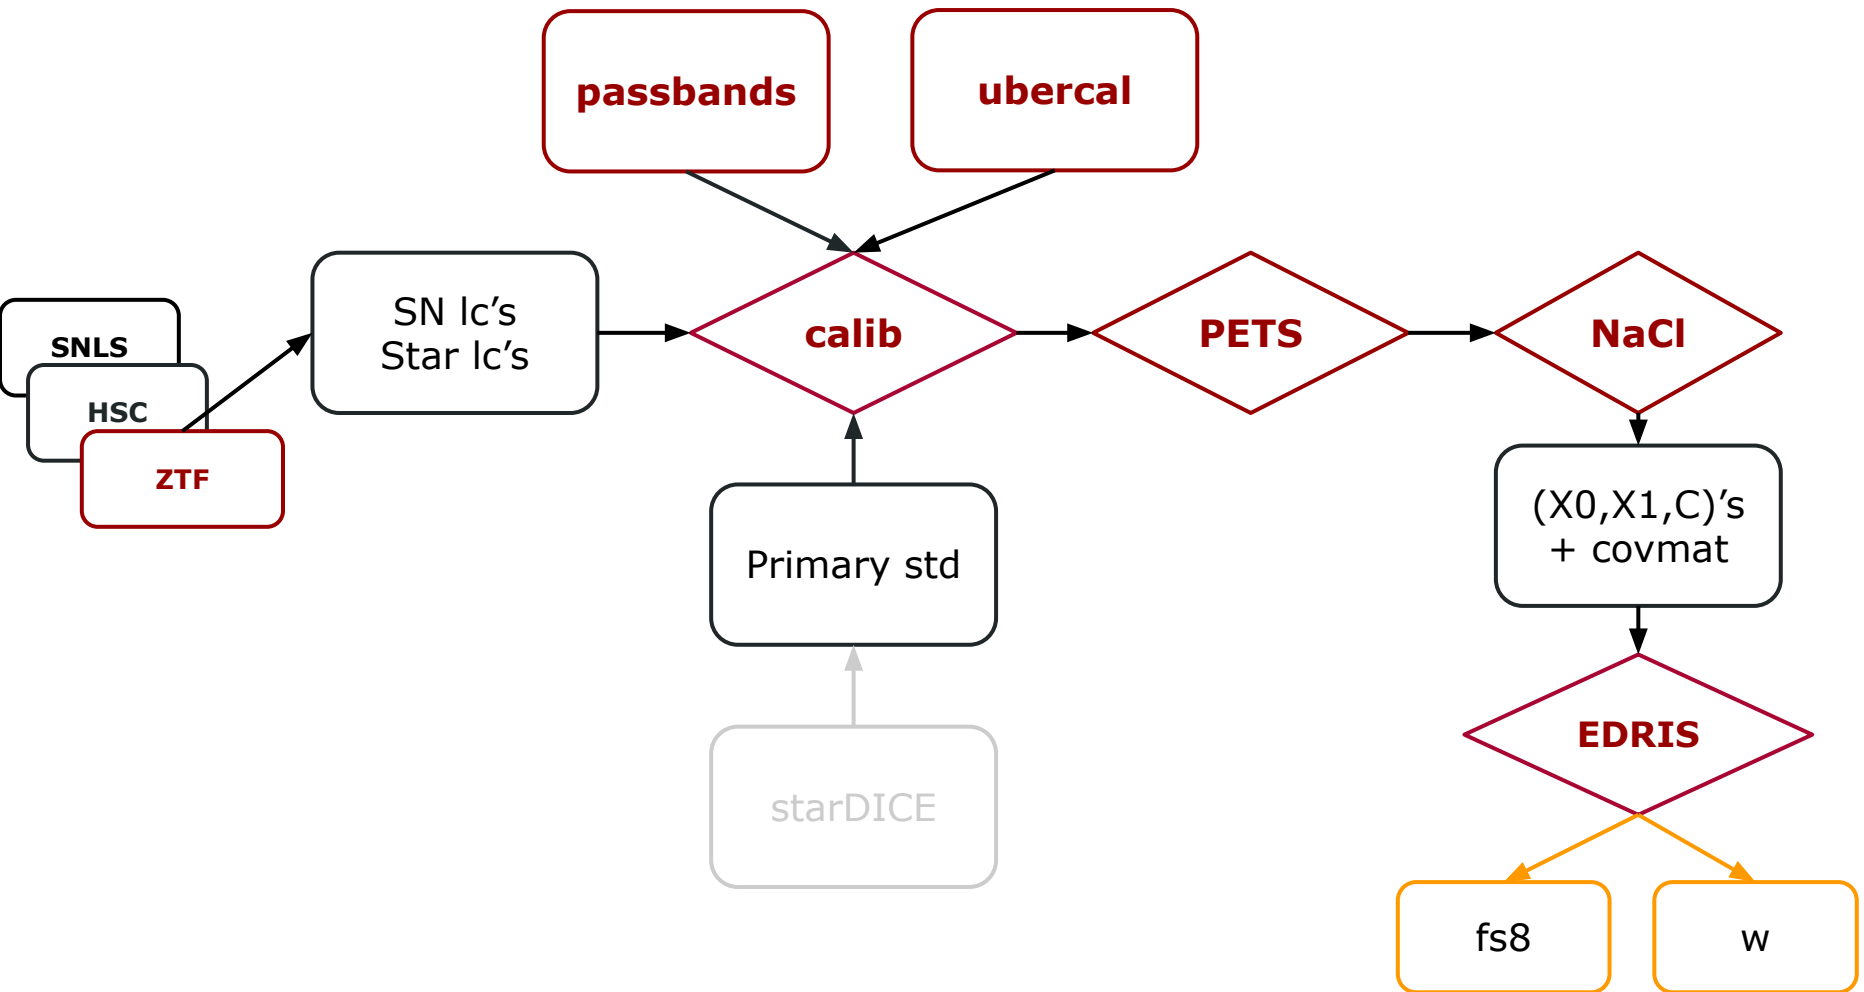 passbands
ubercal
SNLS
HSC
ZTF
SN lc’s
Star lc’s
calib
PETS
NaCl
Primary std
(X0,X1,C)’s
+ covmat
starDICE
EDRIS
fs8
w